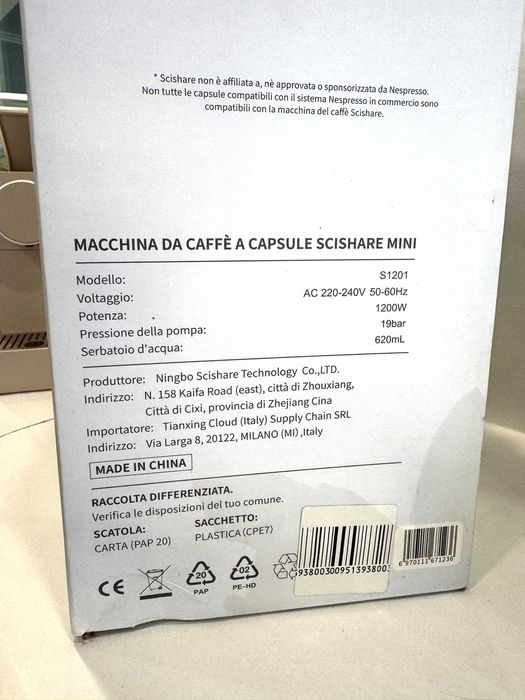 * Scishare non è affiliata a, nè approvata o sponsorizzata da Nespresso.
Non tutte le capsule compatibili con il sistema Nespresso in commercio sono
compatibili con la macchina del caffè Scishare.
MACCHINA DA CAFFÈ A CAPSULE SCISHARE MINI
Modello: S1201
Voltaggio: AC 220-240V 50-60Hz
Potenza: 1200W
Pressione della pompa: 19bar
Serbatoio d'acqua: 620mL
Produttore: Ningbo Scishare Technology Co.,LTD.
Indirizzo: N. 158 Kaifa Road (east), città di Zhouxiang,
Città di Cixi, provincia di Zhejiang Cina
Importatore: Tianxing Cloud (Italy) Supply Chain SRL
Indirizzo: Via Larga 8, 20122, MILANO (MI) ,Italy
MADE IN CHINA
RACCOLTA DIFFERENZIATA.
Verifica le disposizioni del tuo comune.
SCATOLA: SACCHETTO:
CARTA (PAP 20) PLASTICA (CPE7)
CE 20 PAP 02 PE-HD
93800300951393800
6 970111 671236